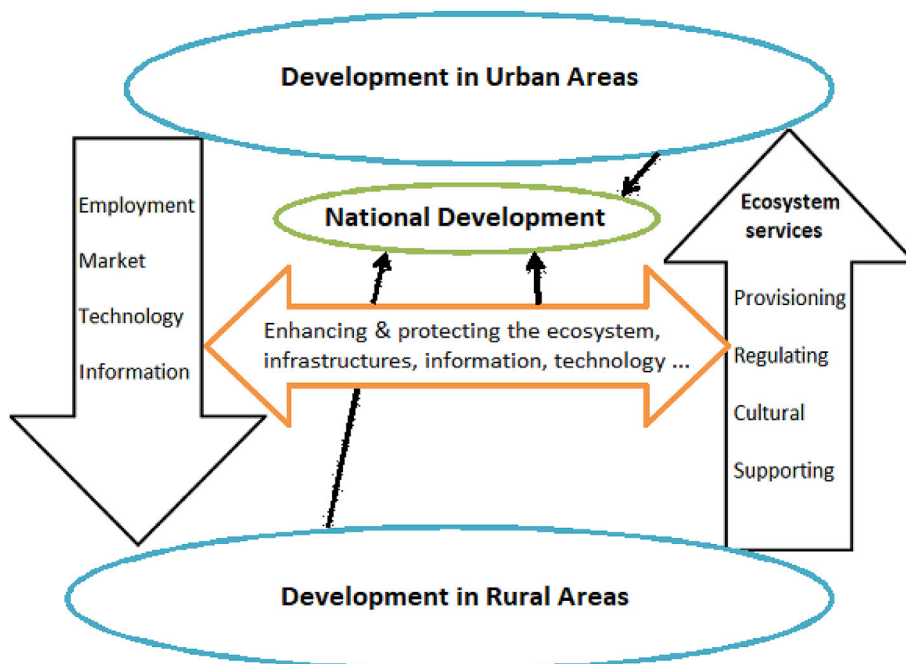 Development in Urban Areas
National Development
Employment
Market
Technology
Information
Enhancing & protecting the ecosystem,
infrastructures, information, technology ...
Ecosystem
services
Provisioning
Regulating
Cultural
Supporting
Development in Rural Areas